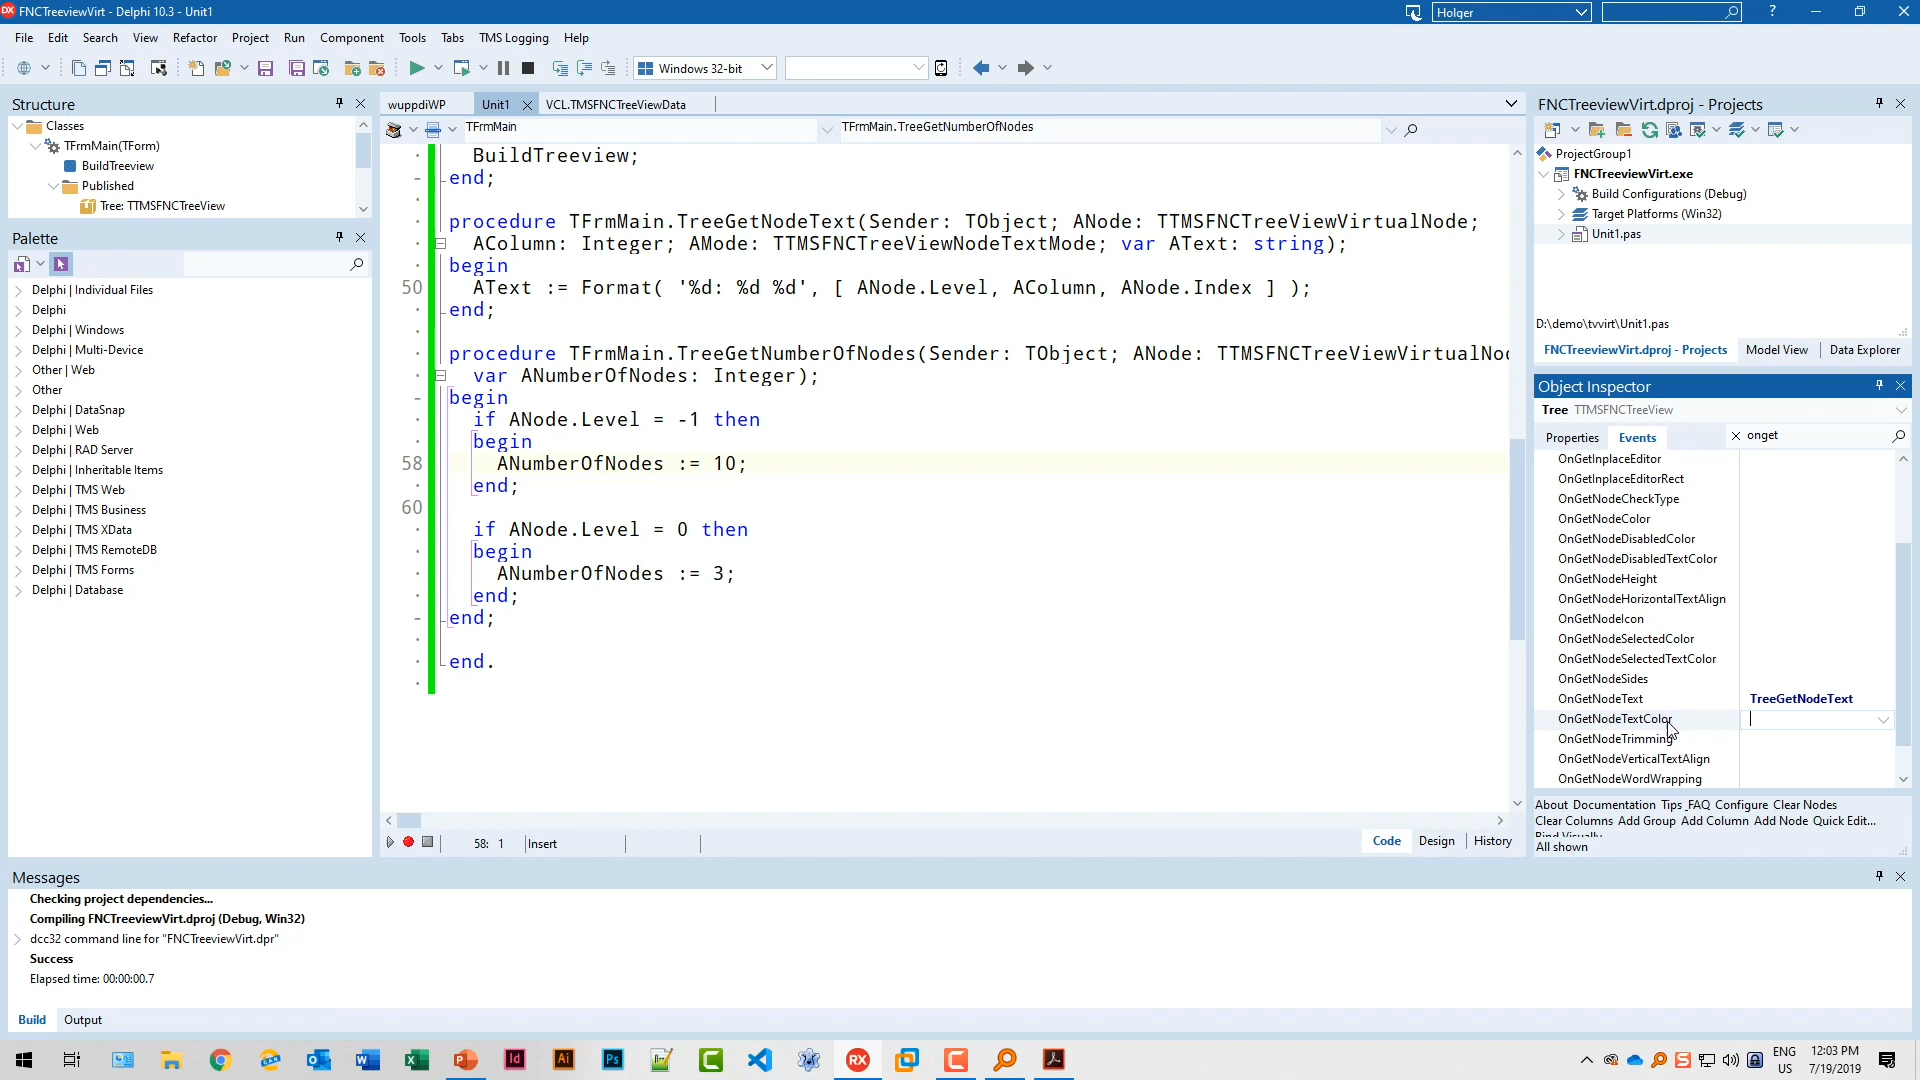 FNCTreeviewVirt - Delphi 10.3 - Unit1
Holger
File Edit Search View Refactor Project Run Component Tools Tabs TMS Logging Help
Windows 32-bit
Structure
Classes
TFrmMain(TForm)
BuildTreeview
Published
Tree: TTMSFNCTreeView
Palette
Delphi | Individual Files
Delphi
Delphi | Windows
Delphi | Multi-Device
Other | Web
Other
Delphi | DataSnap
Delphi | Web
Delphi | RAD Server
Delphi | Inheritable Items
Delphi | TMS Web
Delphi | TMS Business
Delphi | TMS XData
Delphi | TMS RemoteDB
Delphi | TMS Forms
Delphi | Database
wuppdiWP Unit1 VCL.TMSFNCTreeViewData
TFrmMain TFrmMain.TreeGetNumberOfNodes
BuildTreeview;
end;
procedure TFrmMain.TreeGetNodeText(Sender: TObject; ANode: TTMSFNCTreeViewVirtualNode;
AColumn: Integer; AMode: TTMSFNCTreeViewNodeTextMode; var AText: string);
begin
50 AText := Format( '%d: %d %d', [ ANode.Level, AColumn, ANode.Index ] );
end;
procedure TFrmMain.TreeGetNumberOfNodes(Sender: TObject; ANode: TTMSFNCTreeViewVirtualNo
var ANumberOfNodes: Integer);
begin
if ANode.Level = -1 then
begin
58 ANumberOfNodes := 10;
end;
60
if ANode.Level = 0 then
begin
ANumberOfNodes := 3;
end;
end;
end.
58: 1 Insert
Code Design History
FNCTreeviewVirt.dproj - Projects
ProjectGroup1
FNCTreeviewVirt.exe
Build Configurations (Debug)
Target Platforms (Win32)
Unit1.pas
D:\demo\tvvirt\Unit1.pas
FNCTreeviewVirt.dproj - Projects Model View Data Explorer
Object Inspector
Tree TTMSFNCTreeView
Properties Events onget
OnGetInplaceEditor
OnGetInplaceEditorRect
OnGetNodeCheckType
OnGetNodeColor
OnGetNodeDisabledColor
OnGetNodeDisabledTextColor
OnGetNodeHeight
OnGetNodeHorizontalTextAlign
OnGetNodeIcon
OnGetNodeSelectedColor
OnGetNodeSelectedTextColor
OnGetNodeSides
OnGetNodeText TreeGetNodeText
OnGetNodeTextColor
OnGetNodeTrimming
OnGetNodeVerticalTextAlign
OnGetNodeWordWrapping
About Documentation Tips FAQ Configure Clear Nodes
Clear Columns Add Group Add Column Add Node Quick Edit...
Bind Visually...
All shown
Messages
Checking project dependencies...
Compiling FNCTreeviewVirt.dproj (Debug, Win32)
dcc32 command line for "FNCTreeviewVirt.dpr"
Success
Elapsed time: 00:00:00.7
Build Output
ENG
US
12:03 PM
7/19/2019